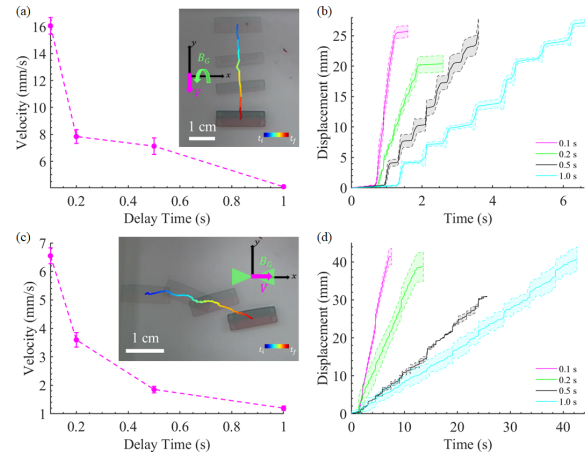 (a)
Velocity (mm/s)
16
14
12
10
8
6
4
0.2
0.4
0.6
0.8
1
Delay Time (s)
y
B_G
x
V
1 cm
t_i
t_f
(b)
Displacement (mm)
25
20
15
10
5
0
0
2
4
6
Time (s)
0.1 s
0.2 s
0.5 s
1.0 s
(c)
Velocity (mm/s)
7
6
5
4
3
2
1
0.2
0.4
0.6
0.8
1
Delay Time (s)
y
B_G
x
V
1 cm
t_i
t_f
(d)
Displacement (mm)
40
30
20
10
0
0
10
20
30
40
Time (s)
0.1 s
0.2 s
0.5 s
1.0 s